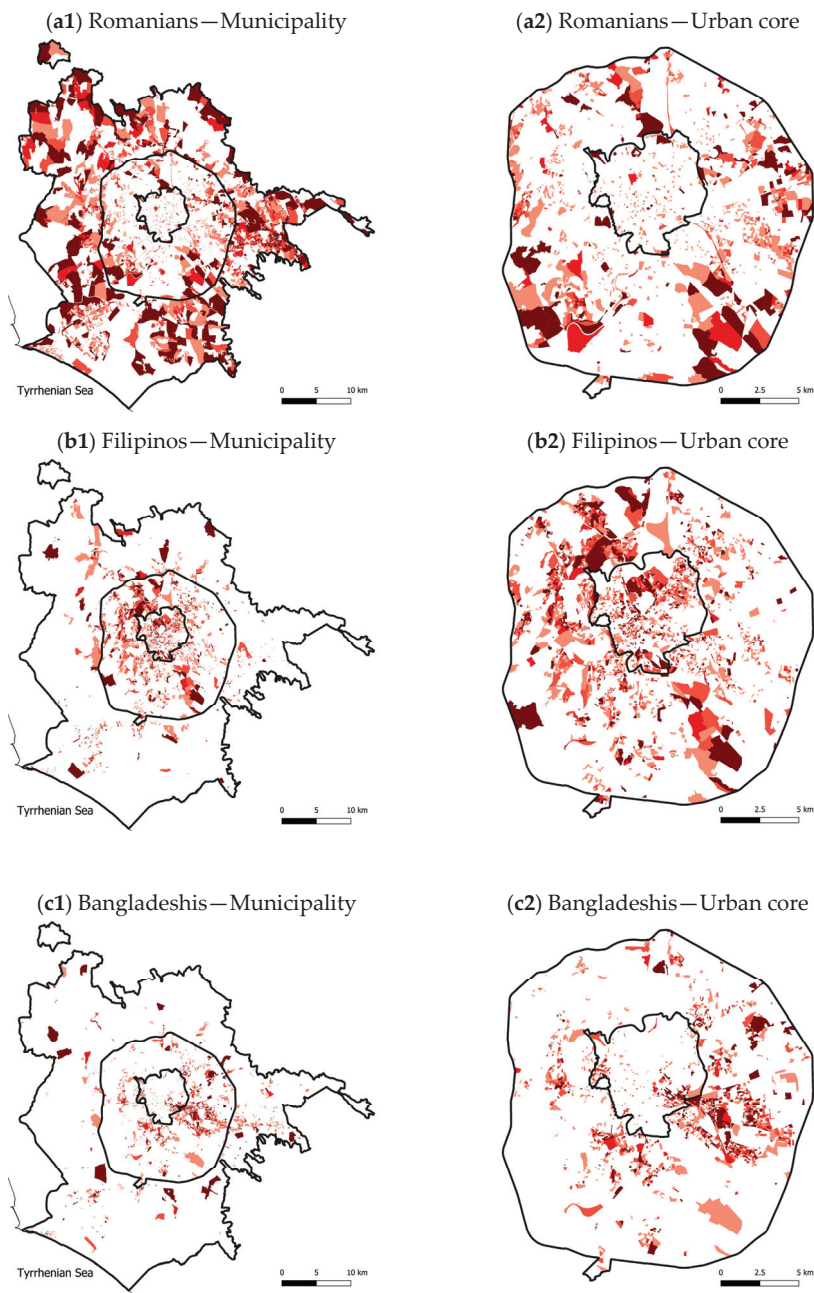 (a1) Romanians—Municipality
(a2) Romanians—Urban core
Tyrrhenian Sea
0 5 10 km
0 2.5 5 km
(b1) Filipinos—Municipality
(b2) Filipinos—Urban core
Tyrrhenian Sea
0 5 10 km
0 2.5 5 km
(c1) Bangladeshis—Municipality
(c2) Bangladeshis—Urban core
Tyrrhenian Sea
0 5 10 km
0 2.5 5 km